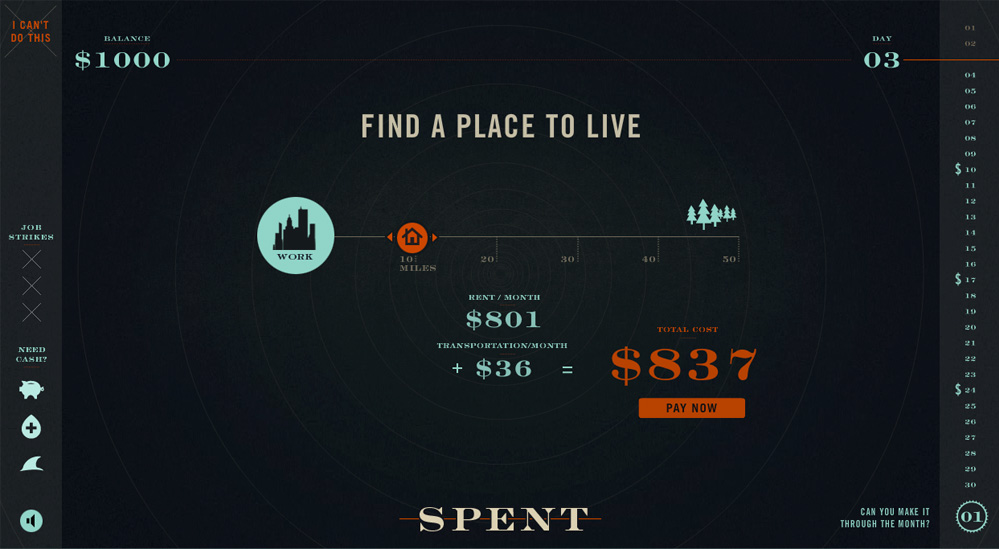 I CAN'T
DO THIS
BALANCE
$1000
DAY
03
01
02
04
05
06
07
08
09
$ 10
11
12
13
14
15
16
$ 17
18
19
20
21
22
23
$ 24
25
26
27
28
29
30
FIND A PLACE TO LIVE
WORK
10
MILES
20
30
40
50
JOB
STRIKES
RENT / MONTH
$801
TRANSPORTATION/MONTH
+ $36 =
TOTAL COST
$837
PAY NOW
NEED
CASH?
SPENT
CAN YOU MAKE IT
THROUGH THE MONTH?
01